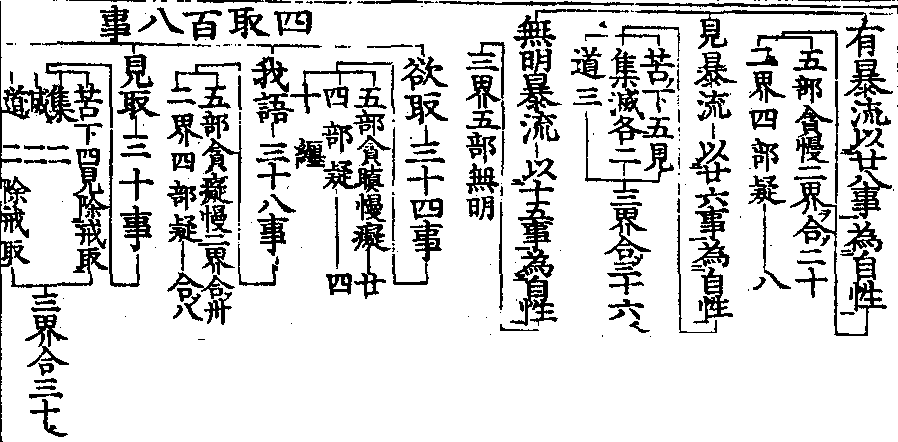 有暴流以廿八事為自性
五部貪慢二界合二十
二界四部疑八
見暴流以廿六事為自性
苦下五見
集滅各二
道三
三界合三十六
無明暴流以十五事為自性
三界五部無明
四取百八事
欲取三十四事
五部貪瞋慢癡廿
四部疑四
十纏
我語三十八事
五部貪癡慢二界合卅
二界四部疑合八
見取三十事
苦下四見除戒取
集二
滅二
道二除戒取
三界合三十